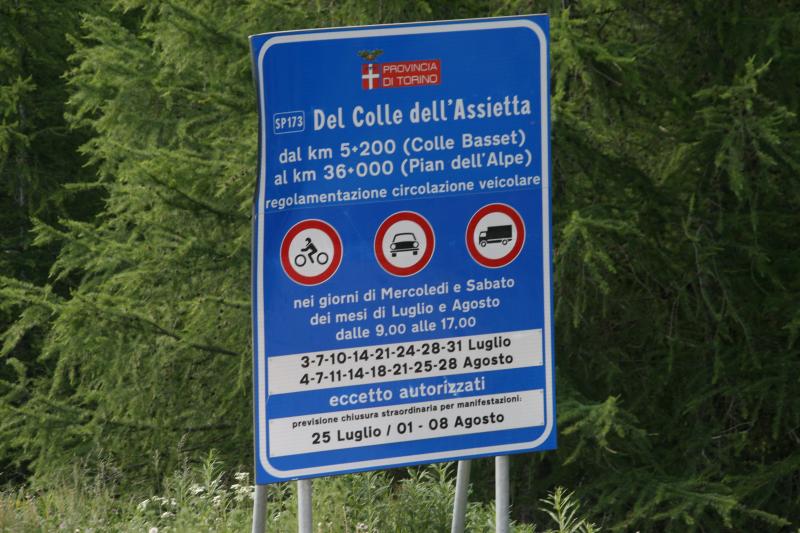 PROVINCIA
DI TORINO
SP173 Del Colle dell'Assietta
dal km 5+200 (Colle Basset)
al km 36+000 (Pian dell'Alpe)
regolamentazione circolazione veicolare
nei giorni di Mercoledi e Sabato
dei mesi di Luglio e Agosto
dalle 9,00 alle 17,00
3-7-10-14-21-24-28-31 Luglio
4-7-11-14-18-21-25-28 Agosto
eccetto autorizzati
previsione chiusura straordinaria per manifestazioni:
25 Luglio / 01 - 08 Agosto